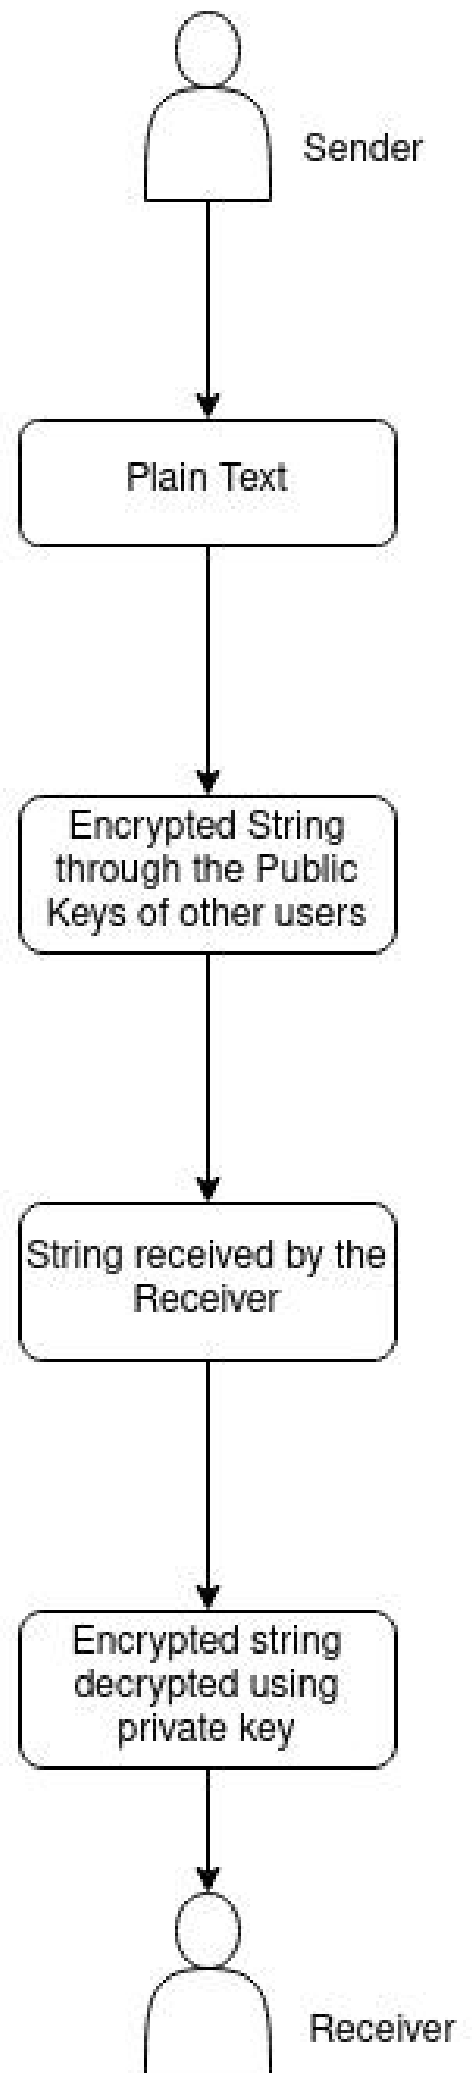 Sender
Plain Text
Encrypted String
through the Public
Keys of other users
String received by the
Receiver
Encrypted string
decrypted using
private key
Receiver